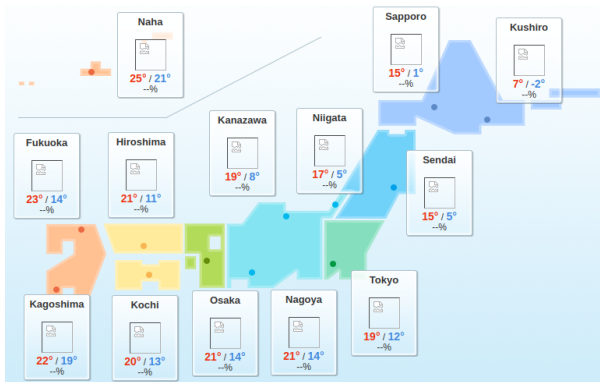 Naha
25° / 21°
--%
Sapporo
15° / 1°
--%
Kushiro
7° / -2°
--%
Fukuoka
23° / 14°
--%
Hiroshima
21° / 11°
--%
Kanazawa
19° / 8°
--%
Niigata
17° / 5°
--%
Sendai
15° / 5°
--%
Kagoshima
22° / 19°
--%
Kochi
20° / 13°
--%
Osaka
21° / 14°
--%
Nagoya
21° / 14°
--%
Tokyo
19° / 12°
--%